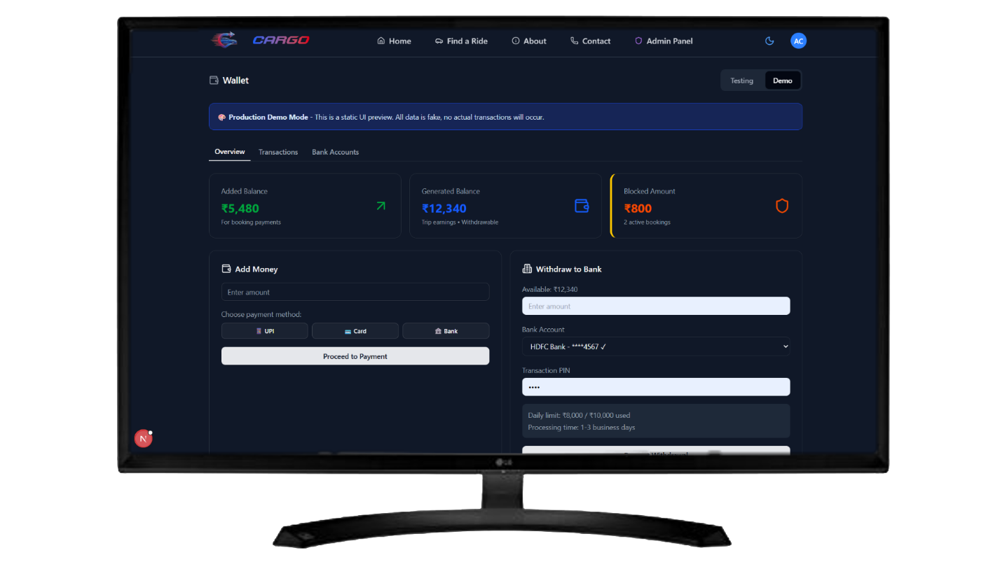 CARGO
Home
Find a Ride
About
Contact
Admin Panel
AC
Wallet
Testing
Demo
Production Demo Mode - This is a static UI preview. All data is fake, no actual transactions will occur.
Overview
Transactions
Bank Accounts
Added Balance
₹5,480
For booking payments
Generated Balance
₹12,340
Trip earnings • Withdrawable
Blocked Amount
₹800
2 active bookings
Add Money
Enter amount
Choose payment method:
UPI
Card
Bank
Proceed to Payment
Withdraw to Bank
Available: ₹12,340
Enter amount
Bank Account
HDFC Bank - ****4567 ✓
Transaction PIN
••••
Daily limit: ₹8,000 / ₹10,000 used
Processing time: 1-3 business days
N
LG